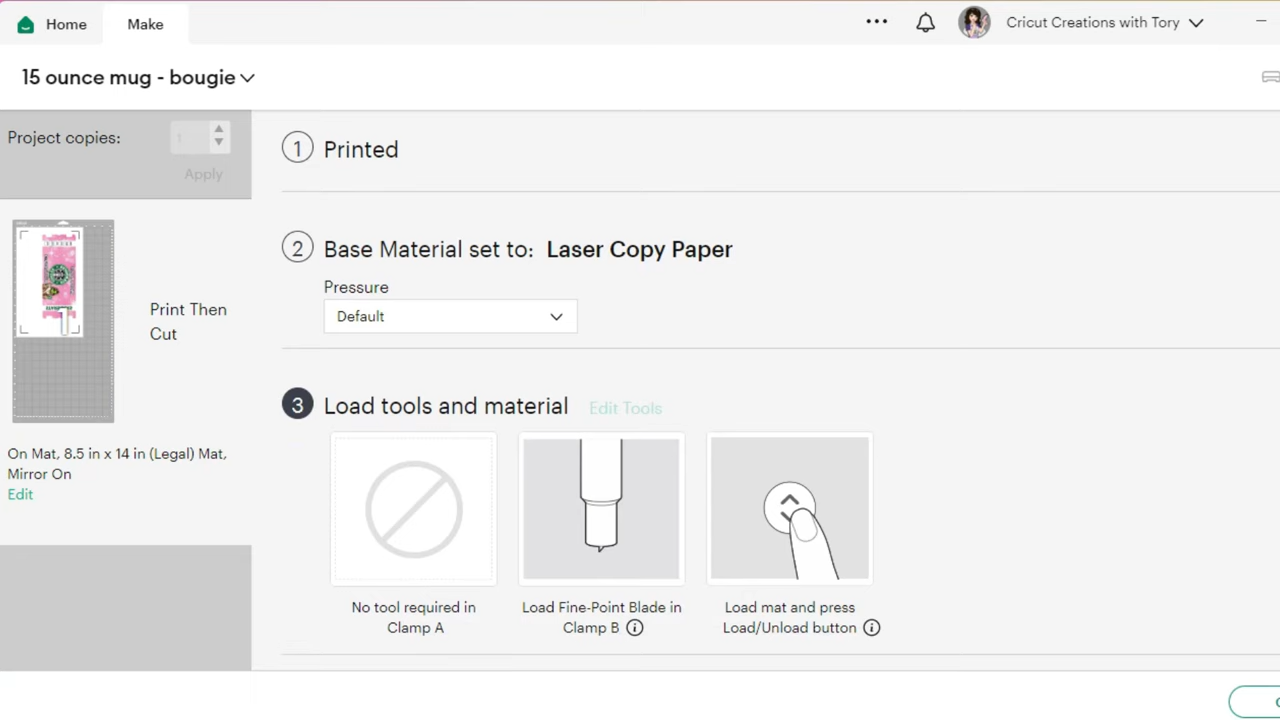 Home
Make
Cricut Creations with Tory
15 ounce mug - bougie
Project copies:
1
Apply
Print Then
Cut
On Mat, 8.5 in x 14 in (Legal) Mat,
Mirror On
Edit
1 Printed
2 Base Material set to: Laser Copy Paper
Pressure
Default
3 Load tools and material Edit Tools
No tool required in
Clamp A
Load Fine-Point Blade in
Clamp B
Load mat and press
Load/Unload button